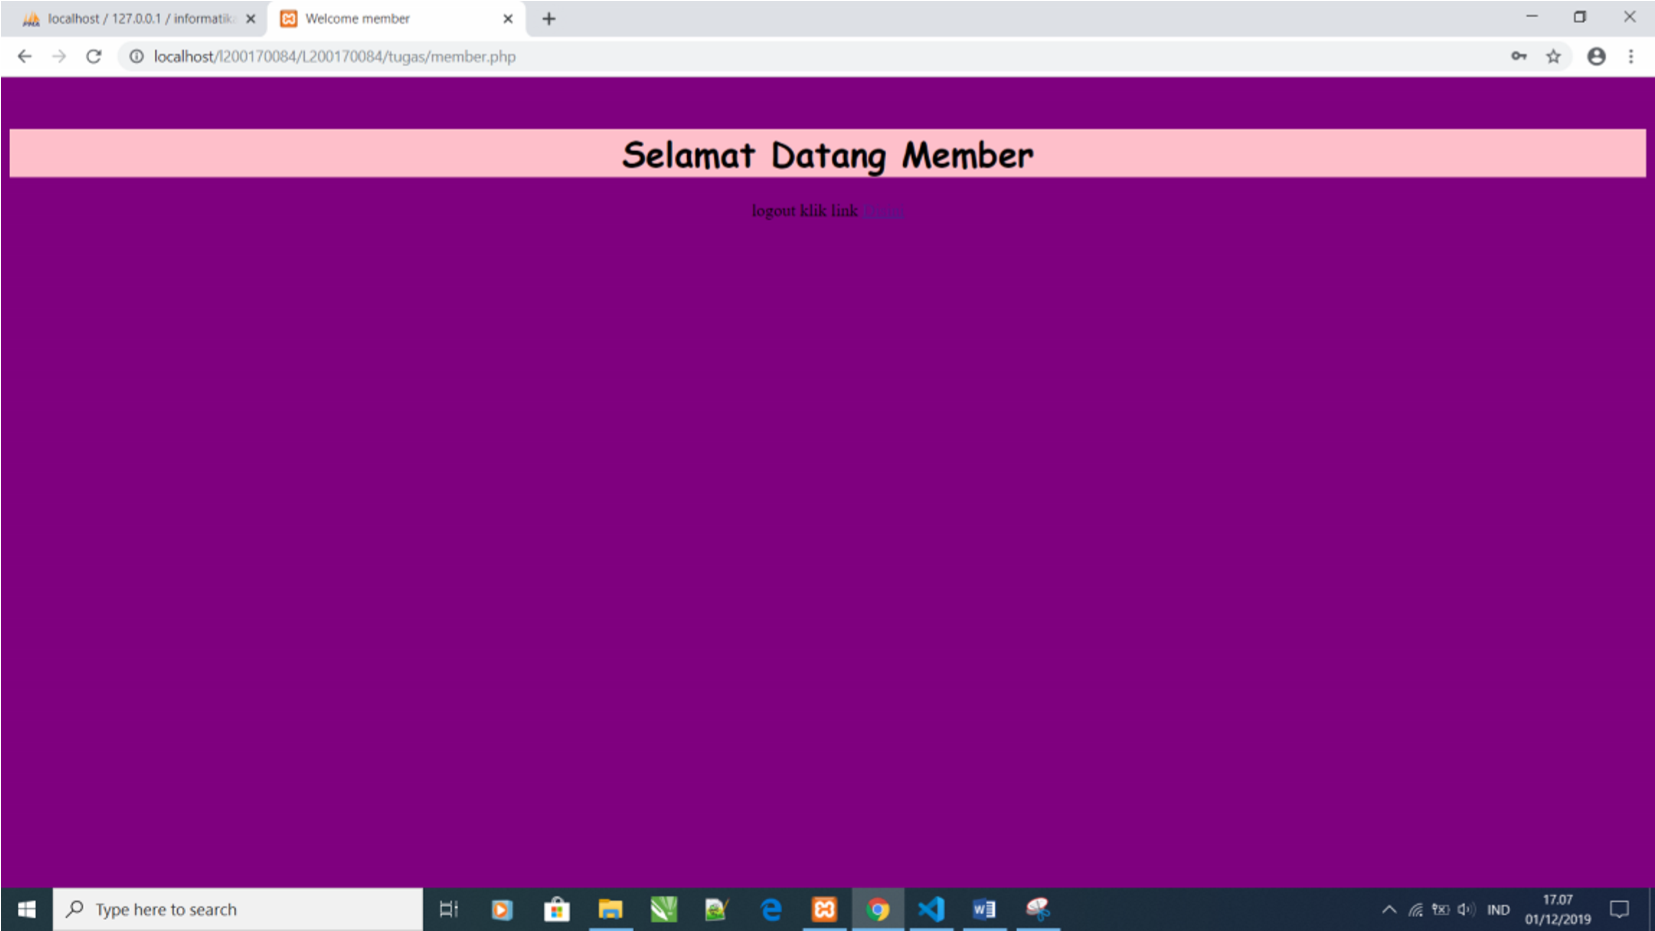 localhost / 127.0.0.1 / informatik
Welcome member
localhost/l200170084/L200170084/tugas/member.php
Selamat Datang Member
logout klik link
Type here to search
IND
17.07
01/12/2019